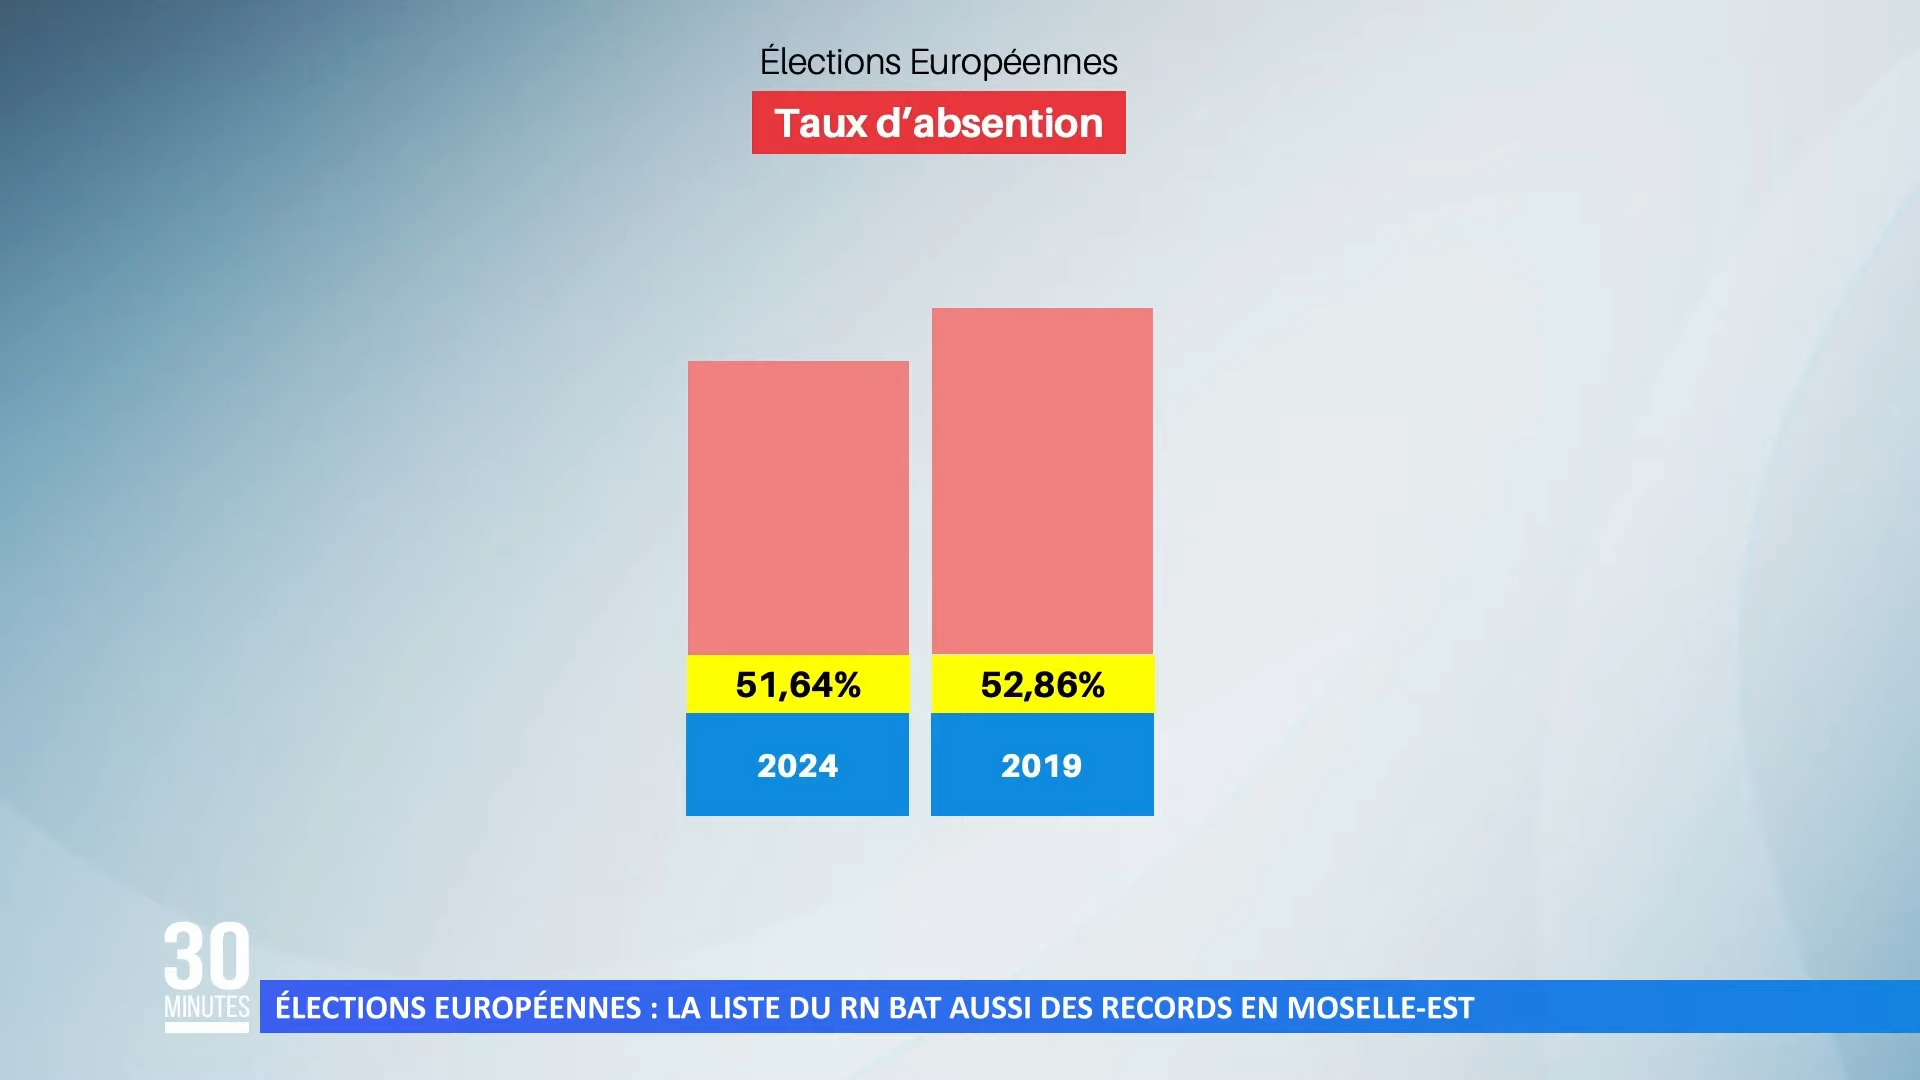 Élections Européennes
Taux d’absention
51,64%
52,86%
2024
2019
30
MINUTES
ÉLECTIONS EUROPÉENNES : LA LISTE DU RN BAT AUSSI DES RECORDS EN MOSELLE-EST